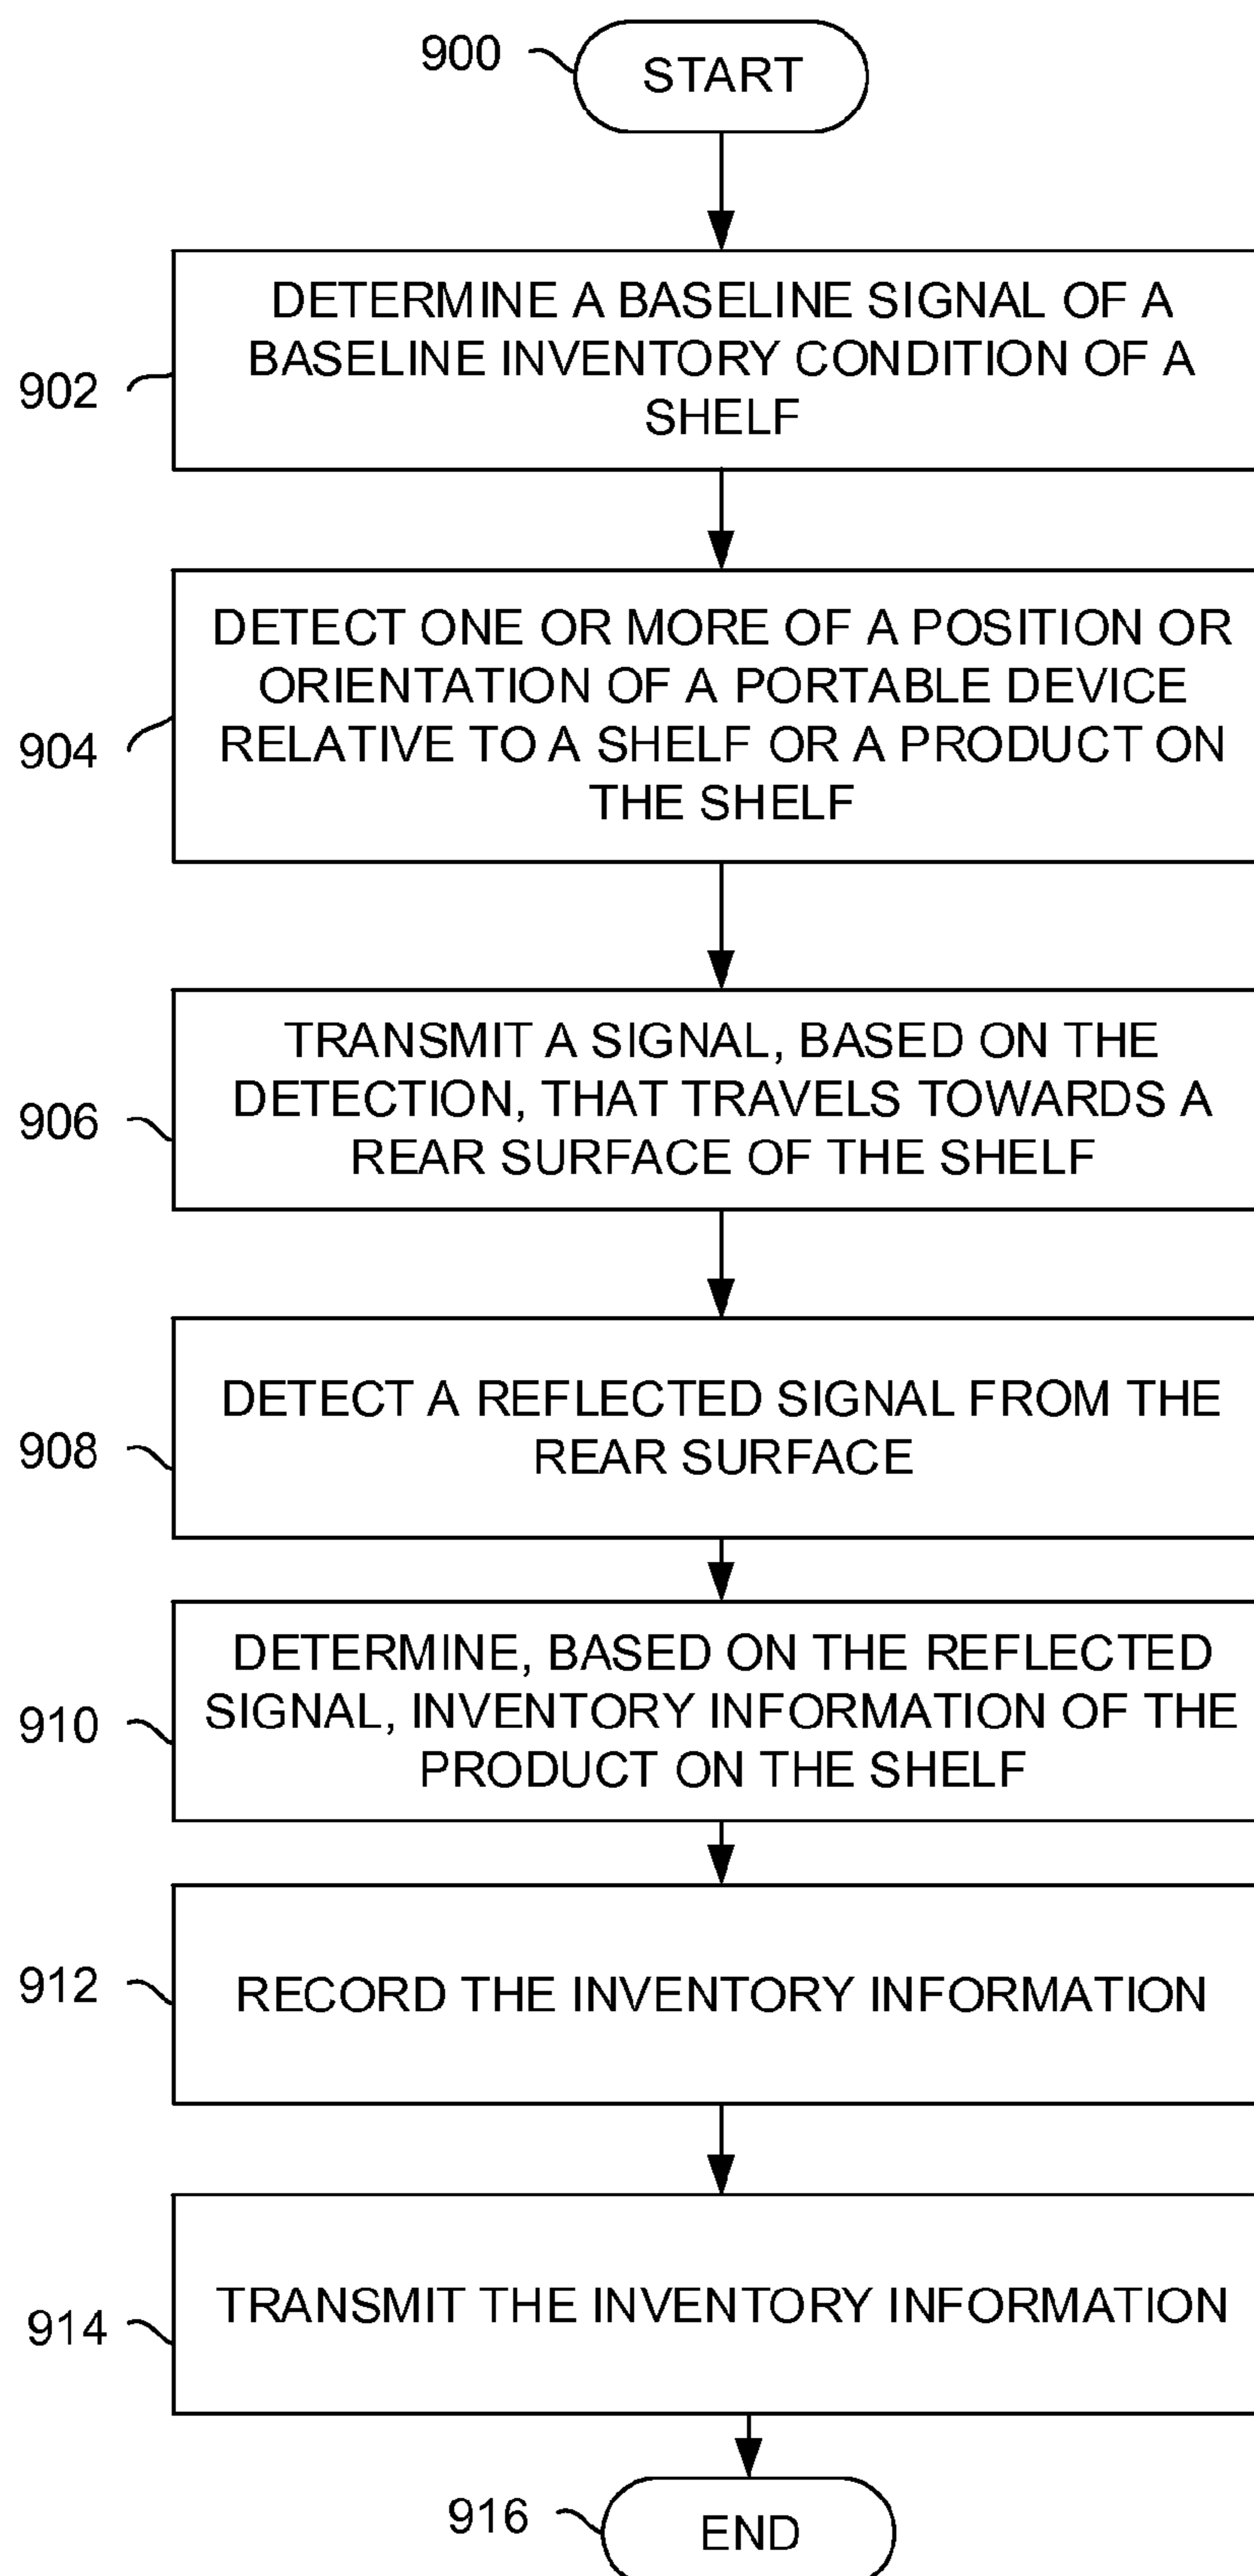 900
START
902
DETERMINE A BASELINE SIGNAL OF A
BASELINE INVENTORY CONDITION OF A
SHELF
904
DETECT ONE OR MORE OF A POSITION OR
ORIENTATION OF A PORTABLE DEVICE
RELATIVE TO A SHELF OR A PRODUCT ON
THE SHELF
906
TRANSMIT A SIGNAL, BASED ON THE
DETECTION, THAT TRAVELS TOWARDS A
REAR SURFACE OF THE SHELF
908
DETECT A REFLECTED SIGNAL FROM THE
REAR SURFACE
910
DETERMINE, BASED ON THE REFLECTED
SIGNAL, INVENTORY INFORMATION OF THE
PRODUCT ON THE SHELF
912
RECORD THE INVENTORY INFORMATION
914
TRANSMIT THE INVENTORY INFORMATION
916
END